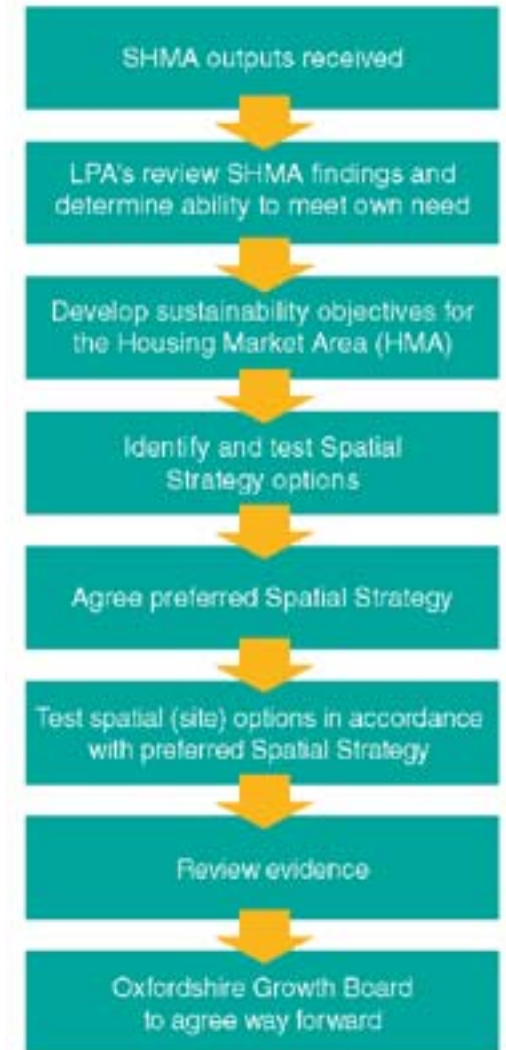 SHMA outputs received
LPA's review SHMA findings and
determine ability to meet own need
Develop sustainability objectives for
the Housing Market Area (HMA)
Identify and test Spatial
Strategy options
Agree preferred Spatial Strategy
Test spatial (site) options in accordance
with preferred Spatial Strategy
Review evidence
Oxfordshire Growth Board
to agree way forward